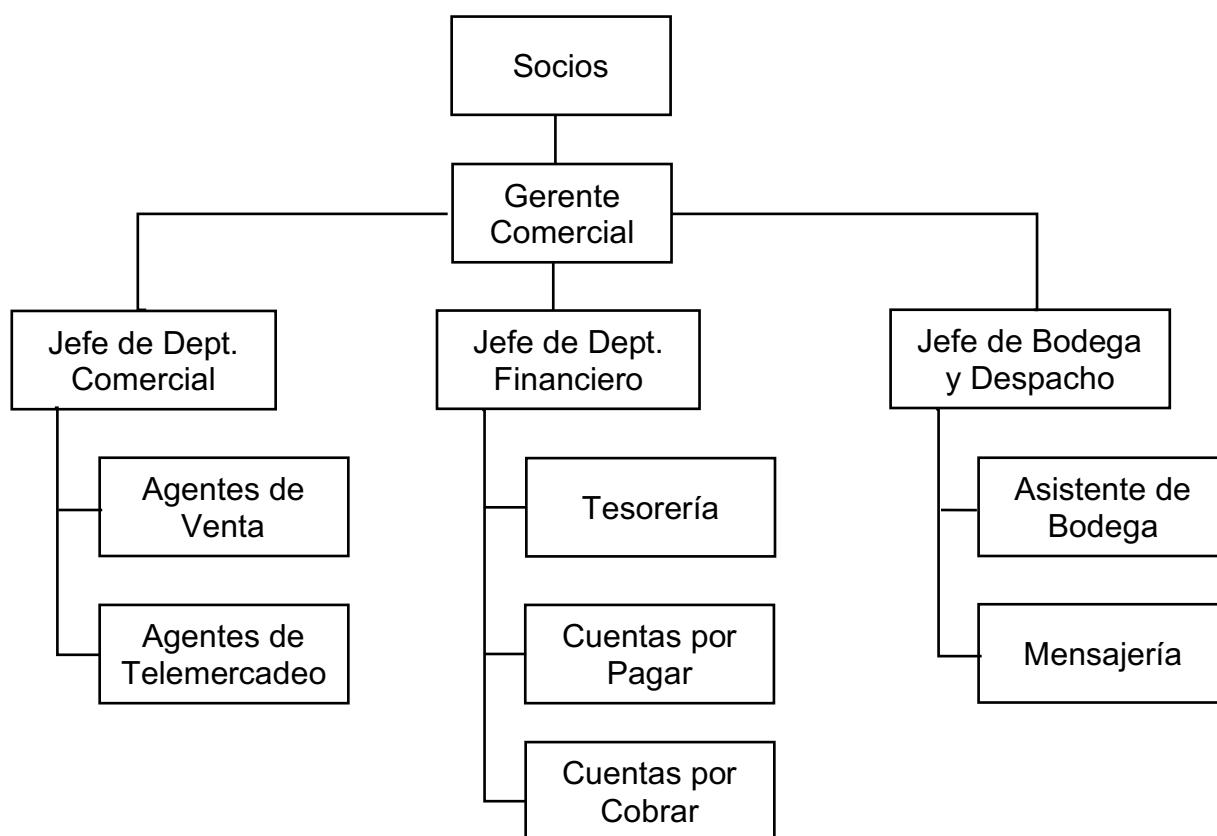 Socios
Gerente
Comercial
Jefe de Dept.
Comercial
Jefe de Dept.
Financiero
Jefe de Bodega
y Despacho
Agentes de
Venta
Tesorería
Asistente de
Bodega
Agentes de
Telemercadeo
Cuentas por
Pagar
Mensajería
Cuentas por
Cobrar